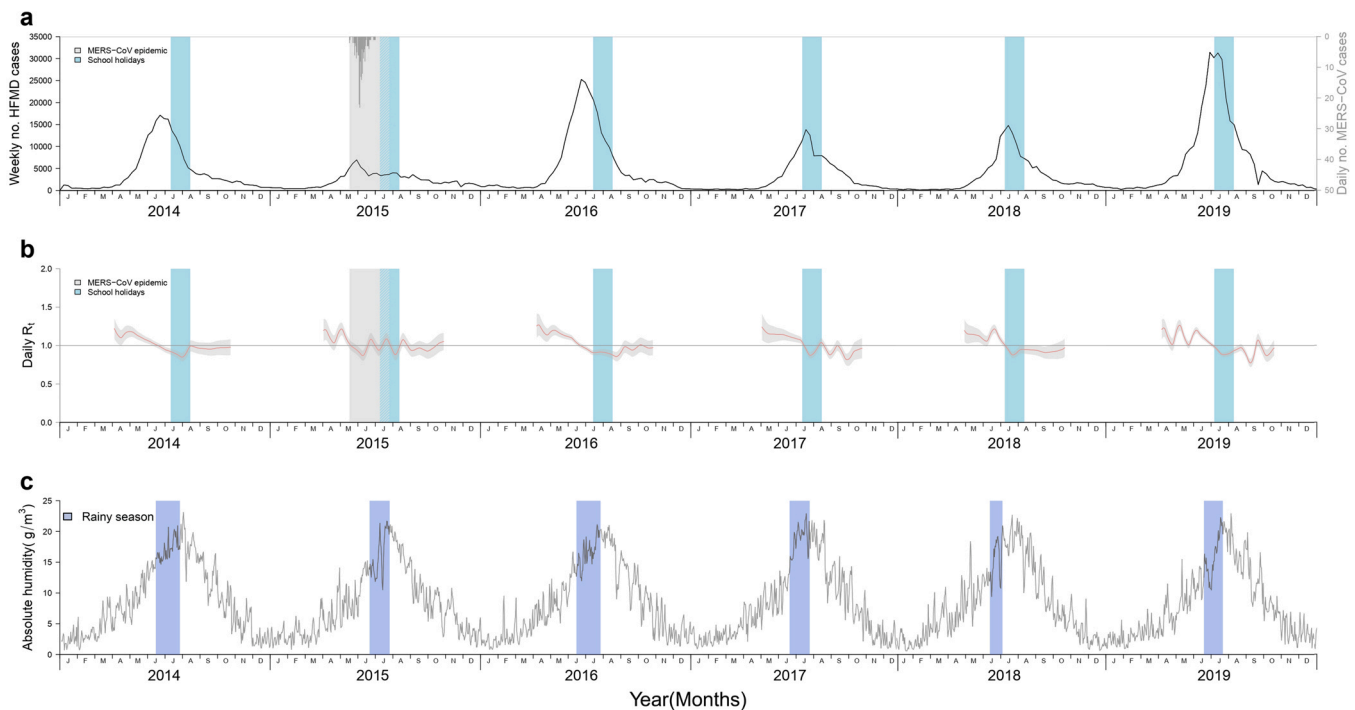 a
Weekly no. HFMD cases
35000
30000
25000
20000
15000
10000
5000
0
MERS−CoV epidemic
School holidays
0
10
20
30
40
50
Daily no. MERS−CoV cases
J F M A M J J A S O N D J F M A M J J A S O N D J F M A M J J A S O N D J F M A M J J A S O N D J F M A M J J A S O N D J F M A M J J A S O N D
2014 2015 2016 2017 2018 2019
b
Daily Rt
2.0
1.5
1.0
0.5
0.0
MERS−CoV epidemic
School holidays
J F M A M J J A S O N D J F M A M J J A S O N D J F M A M J J A S O N D J F M A M J J A S O N D J F M A M J J A S O N D J F M A M J J A S O N D
2014 2015 2016 2017 2018 2019
c
Absolute humidity( g/m³)
25
20
15
10
5
0
Rainy season
J F M A M J J A S O N D J F M A M J J A S O N D J F M A M J J A S O N D J F M A M J J A S O N D J F M A M J J A S O N D J F M A M J J A S O N D
2014 2015 2016 2017 2018 2019
Year(Months)